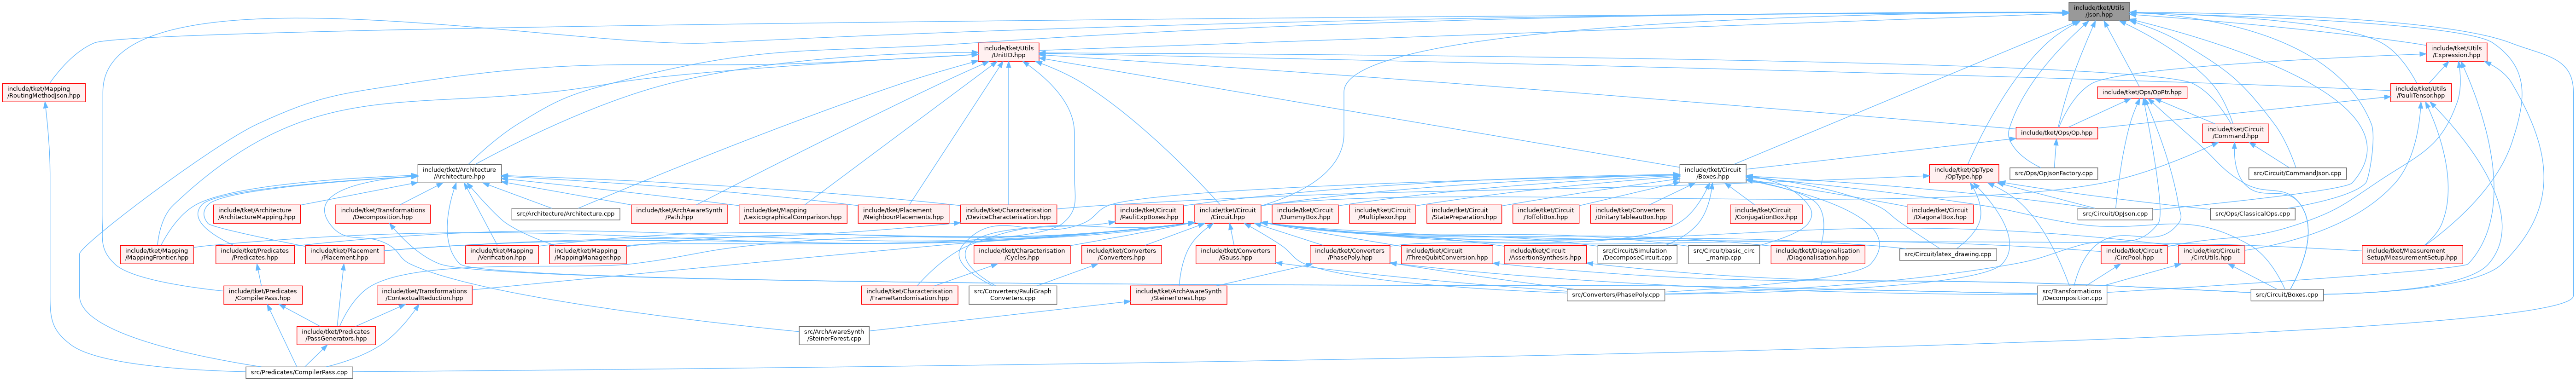 include/tket/Utils
/Json.hpp
include/tket/Utils
/UnitID.hpp
include/tket/Utils
/Expression.hpp
include/tket/Mapping
/RoutingMethodJson.hpp
include/tket/Ops/OpPtr.hpp
include/tket/Utils
/PauliTensor.hpp
include/tket/Ops/Op.hpp
include/tket/Circuit
/Command.hpp
include/tket/Architecture
/Architecture.hpp
include/tket/Circuit
/Boxes.hpp
include/tket/OpType
/OpType.hpp
src/Ops/OpJsonFactory.cpp
src/Circuit/CommandJson.cpp
include/tket/Architecture
/ArchitectureMapping.hpp
include/tket/Transformations
/Decomposition.hpp
src/Architecture/Architecture.cpp
include/tket/ArchAwareSynth
/Path.hpp
include/tket/Mapping
/LexicographicalComparison.hpp
include/tket/Placement
/NeighbourPlacements.hpp
include/tket/Characterisation
/DeviceCharacterisation.hpp
include/tket/Circuit
/PauliExpBoxes.hpp
include/tket/Circuit
/Circuit.hpp
include/tket/Circuit
/DummyBox.hpp
include/tket/Circuit
/Multiplexor.hpp
include/tket/Circuit
/StatePreparation.hpp
include/tket/Circuit
/ToffoliBox.hpp
include/tket/Converters
/UnitaryTableauBox.hpp
include/tket/Circuit
/ConjugationBox.hpp
include/tket/Circuit
/DiagonalBox.hpp
src/Circuit/OpJson.cpp
src/Ops/ClassicalOps.cpp
include/tket/Mapping
/MappingFrontier.hpp
include/tket/Predicates
/Predicates.hpp
include/tket/Placement
/Placement.hpp
include/tket/Mapping
/Verification.hpp
include/tket/Mapping
/MappingManager.hpp
include/tket/Characterisation
/Cycles.hpp
include/tket/Converters
/Converters.hpp
include/tket/Converters
/Gauss.hpp
include/tket/Converters
/PhasePoly.hpp
include/tket/Circuit
/ThreeQubitConversion.hpp
include/tket/Circuit
/AssertionSynthesis.hpp
src/Circuit/Simulation
/DecomposeCircuit.cpp
src/Circuit/basic_circ
_manip.cpp
include/tket/Diagonalisation
/Diagonalisation.hpp
src/Circuit/latex_drawing.cpp
include/tket/Circuit
/CircPool.hpp
include/tket/Circuit
/CircUtils.hpp
include/tket/Measurement
Setup/MeasurementSetup.hpp
include/tket/Predicates
/CompilerPass.hpp
include/tket/Transformations
/ContextualReduction.hpp
include/tket/Characterisation
/FrameRandomisation.hpp
src/Converters/PauliGraph
Converters.cpp
include/tket/ArchAwareSynth
/SteinerForest.hpp
src/Converters/PhasePoly.cpp
src/Transformations
/Decomposition.cpp
src/Circuit/Boxes.cpp
include/tket/Predicates
/PassGenerators.hpp
src/ArchAwareSynth
/SteinerForest.cpp
src/Predicates/CompilerPass.cpp